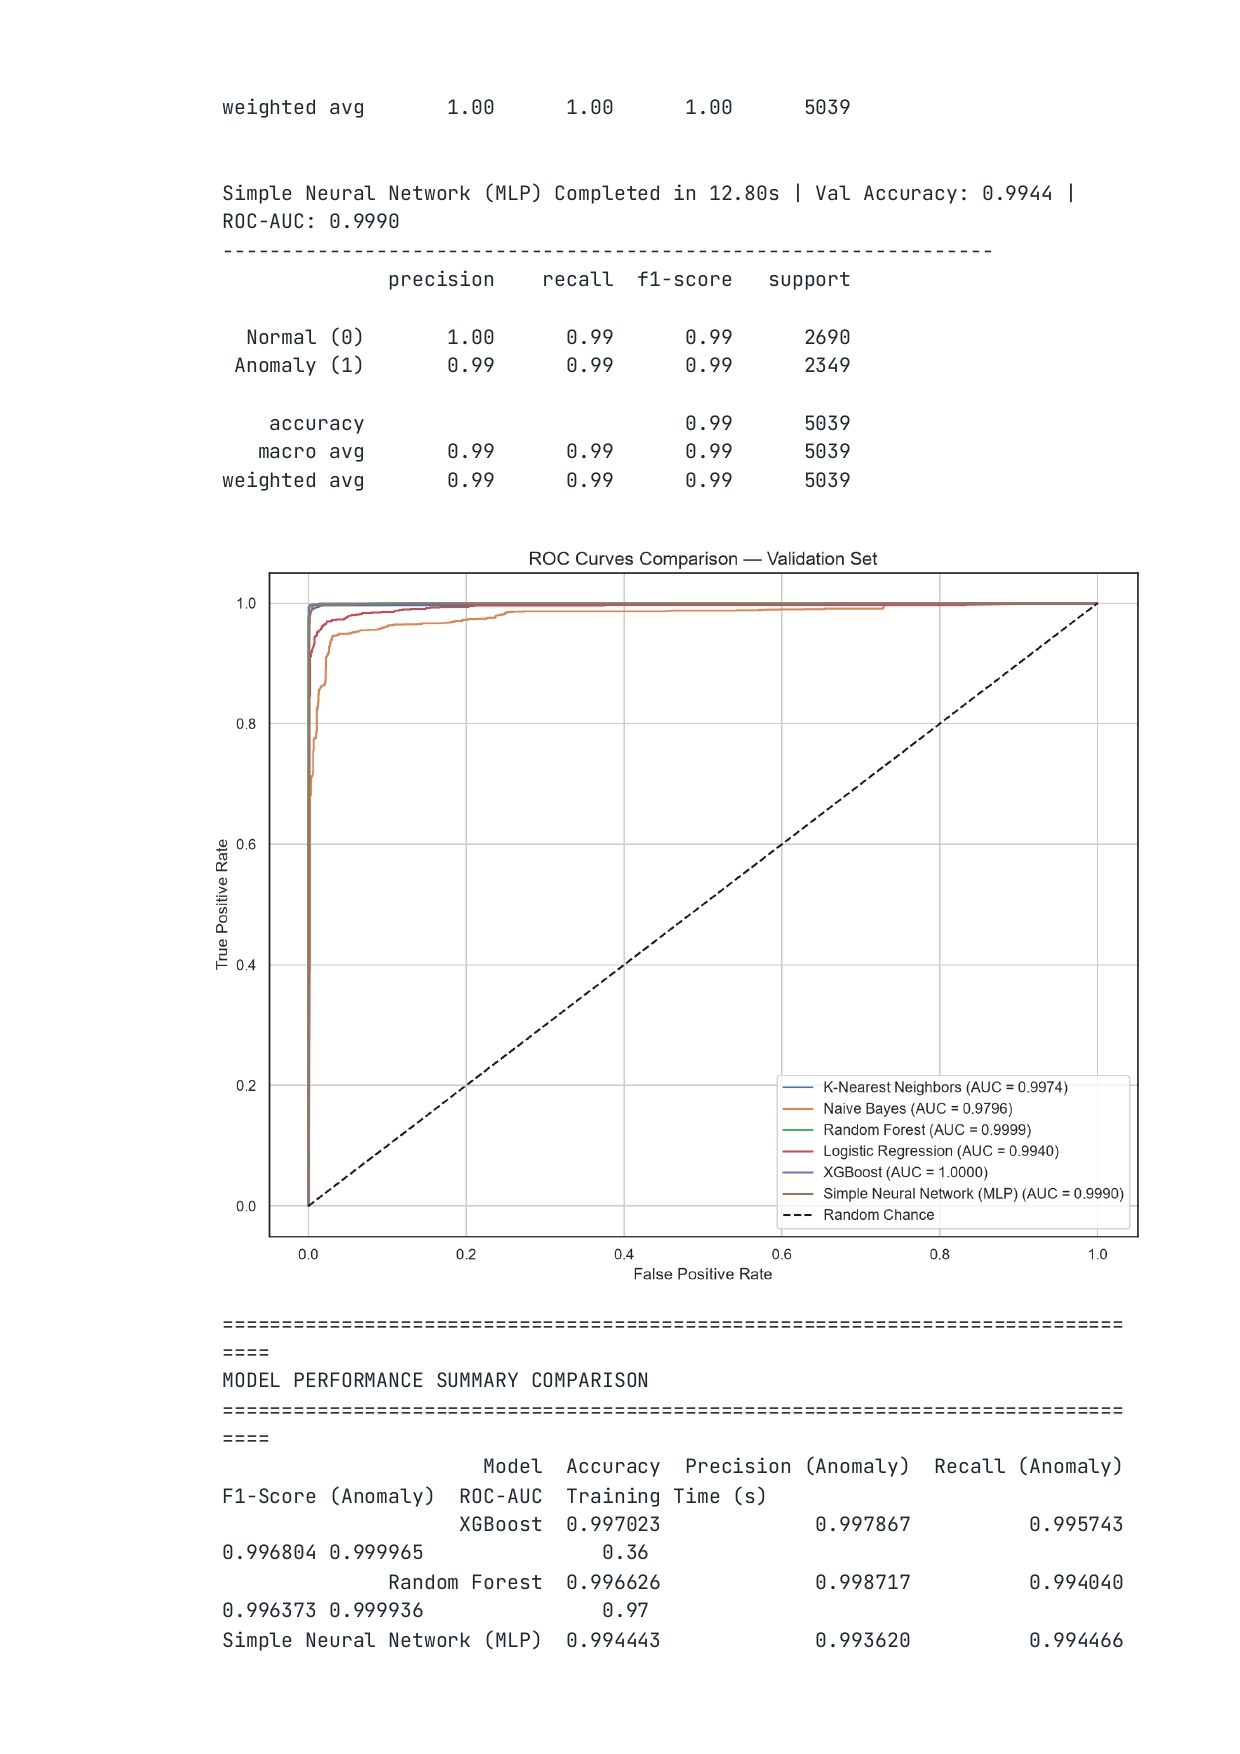 weighted avg       1.00      1.00      1.00      5039
Simple Neural Network (MLP) Completed in 12.80s | Val Accuracy: 0.9944 |
ROC-AUC: 0.9990
-----------------------------------------------------------------
              precision    recall  f1-score   support
  Normal (0)       1.00      0.99      0.99      2690
 Anomaly (1)       0.99      0.99      0.99      2349
    accuracy                           0.99      5039
   macro avg       0.99      0.99      0.99      5039
weighted avg       0.99      0.99      0.99      5039
ROC Curves Comparison — Validation Set
True Positive Rate
1.0
0.8
0.6
0.4
0.2
0.0
K-Nearest Neighbors (AUC = 0.9974)
Naive Bayes (AUC = 0.9796)
Random Forest (AUC = 0.9999)
Logistic Regression (AUC = 0.9940)
XGBoost (AUC = 1.0000)
Simple Neural Network (MLP) (AUC = 0.9990)
Random Chance
0.0 0.2 0.4 0.6 0.8 1.0
False Positive Rate
============================================================================
====
MODEL PERFORMANCE SUMMARY COMPARISON
============================================================================
====
                      Model  Accuracy  Precision (Anomaly)  Recall (Anomaly)
F1-Score (Anomaly)  ROC-AUC  Training Time (s)
                    XGBoost  0.997023             0.997867          0.995743
0.996804 0.999965               0.36
              Random Forest  0.996626             0.998717          0.994040
0.996373 0.999936               0.97
Simple Neural Network (MLP)  0.994443             0.993620          0.994466